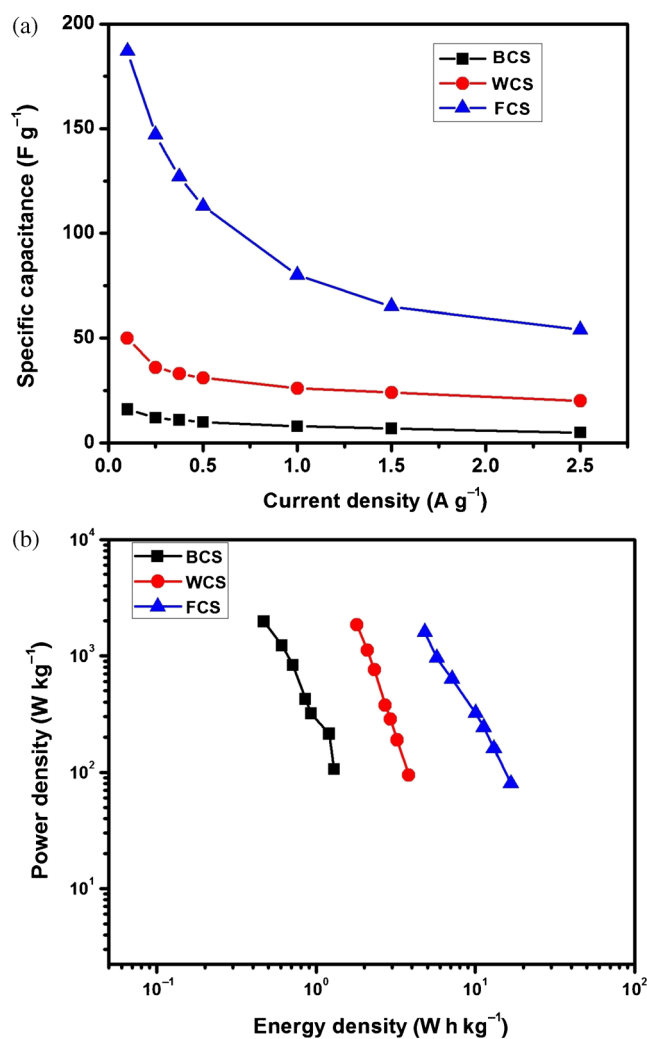 (a)
200
150
100
50
0
Specific capacitance (F g⁻¹)
BCS
WCS
FCS
0.0 0.5 1.0 1.5 2.0 2.5
Current density (A g⁻¹)
(b)
10⁴
10³
10²
10¹
Power density (W kg⁻¹)
BCS
WCS
FCS
10⁻¹ 10⁰ 10¹ 10²
Energy density (W h kg⁻¹)